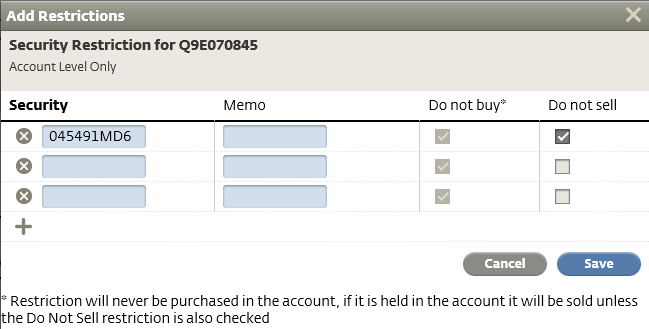 Add Restrictions
Security Restriction for Q9E070845
Account Level Only
Security Memo Do not buy* Do not sell
045491MD6
Cancel Save
* Restriction will never be purchased in the account, if it is held in the account it will be sold unless
the Do Not Sell restriction is also checked